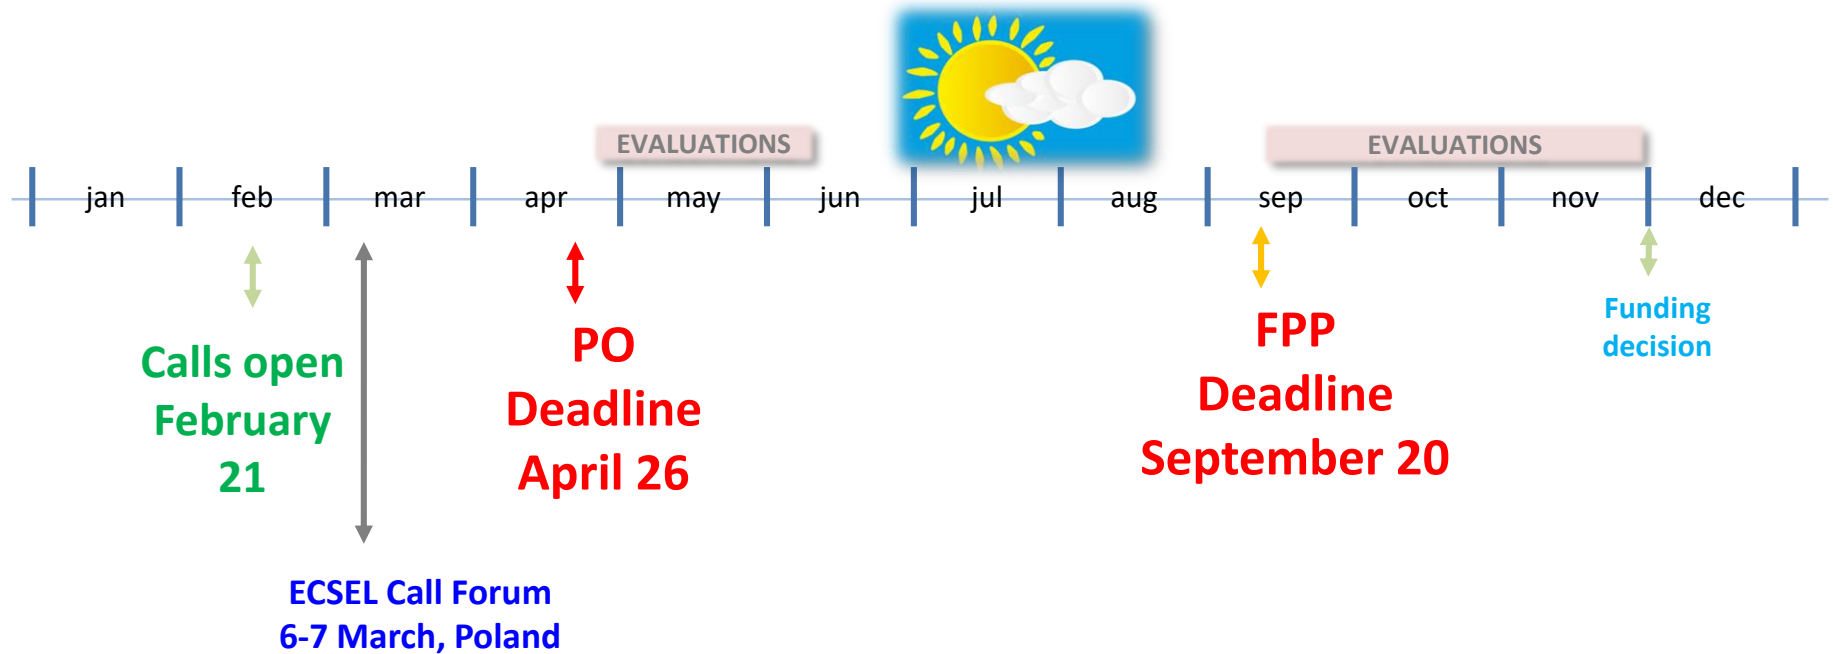 EVALUATIONS
EVALUATIONS
jan feb mar apr may jun jul aug sep oct nov dec
Calls open
February
21
ECSEL Call Forum
6-7 March, Poland
PO
Deadline
April 26
FPP
Deadline
September 20
Funding
decision